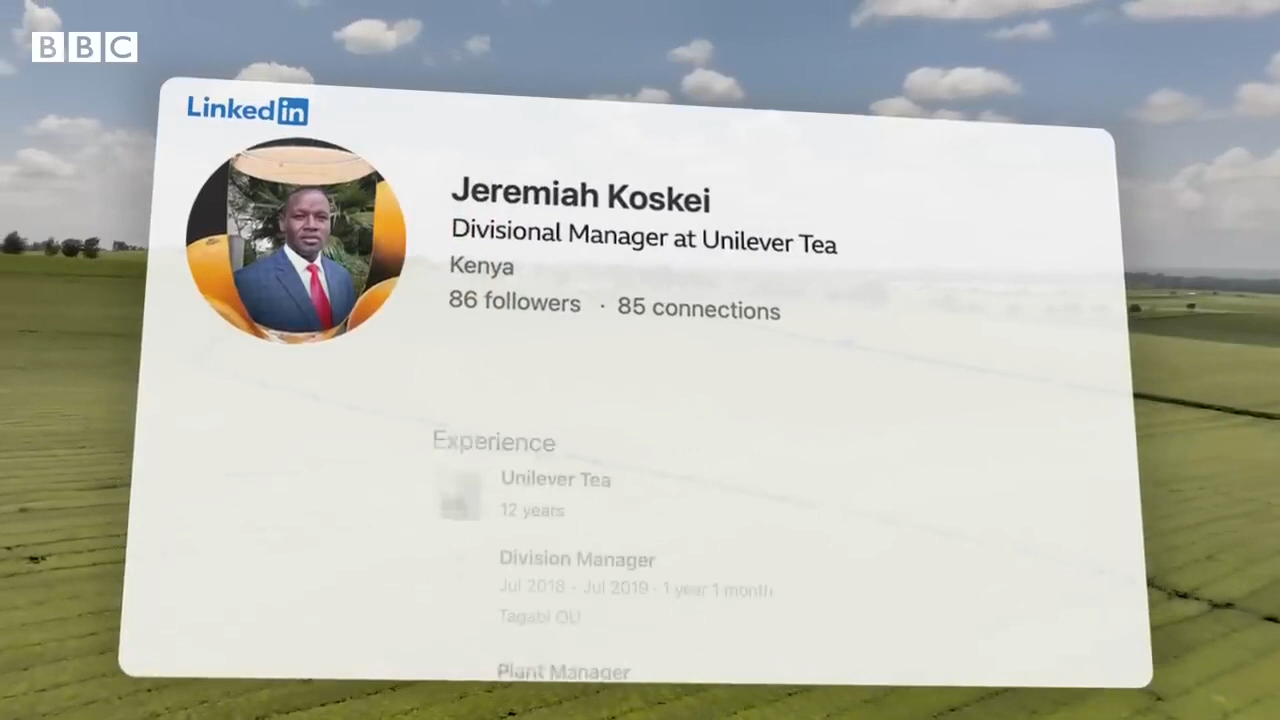 BBC
LinkedIn
Jeremiah Koskei
Divisional Manager at Unilever Tea
Kenya
86 followers · 85 connections
Experience
Unilever Tea
12 years
Division Manager
Jul 2018 - Jul 2019 · 1 year 1 month
Tagabi OU
Plant Manager